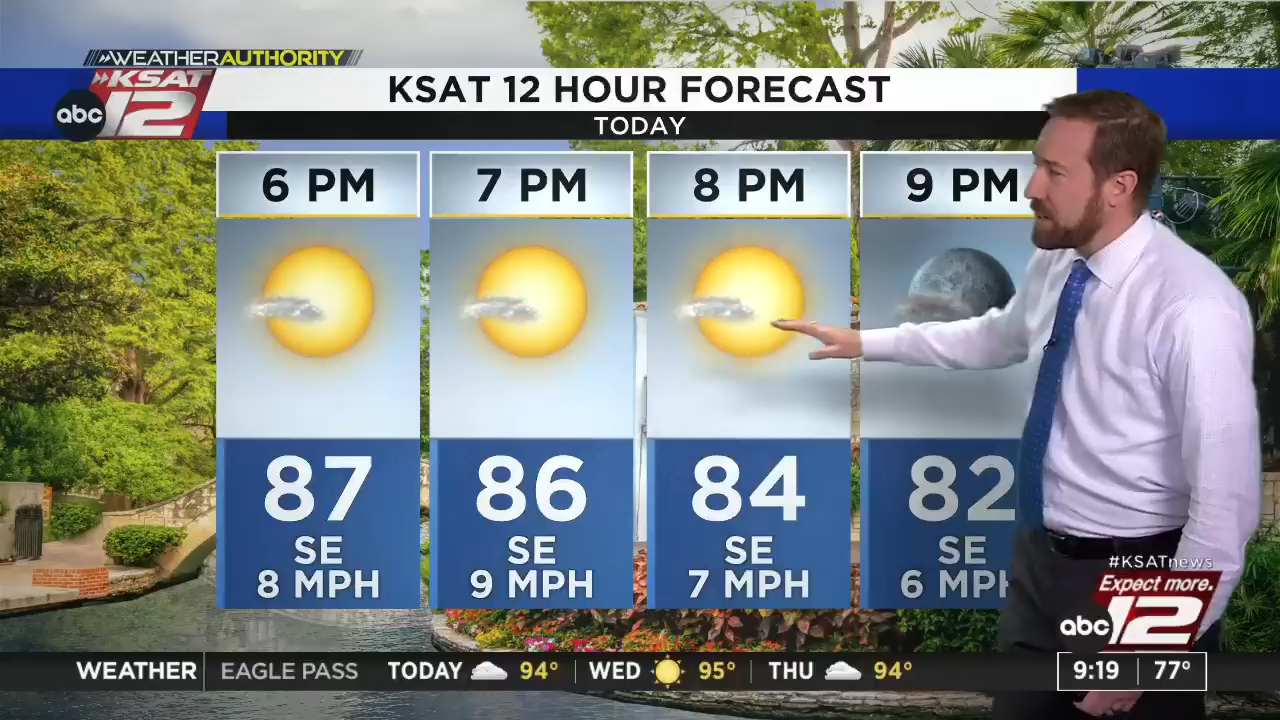 WEATHERAUTHORITY
KSAT
abc 12
KSAT 12 HOUR FORECAST
TODAY
6 PM
7 PM
8 PM
9 PM
87
SE
8 MPH
86
SE
9 MPH
84
SE
7 MPH
82
SE
6 MPH
#KSATnews
Expect more.
abc 12
WEATHER EAGLE PASS TODAY 94° WED 95° THU 94° 9:19 77°